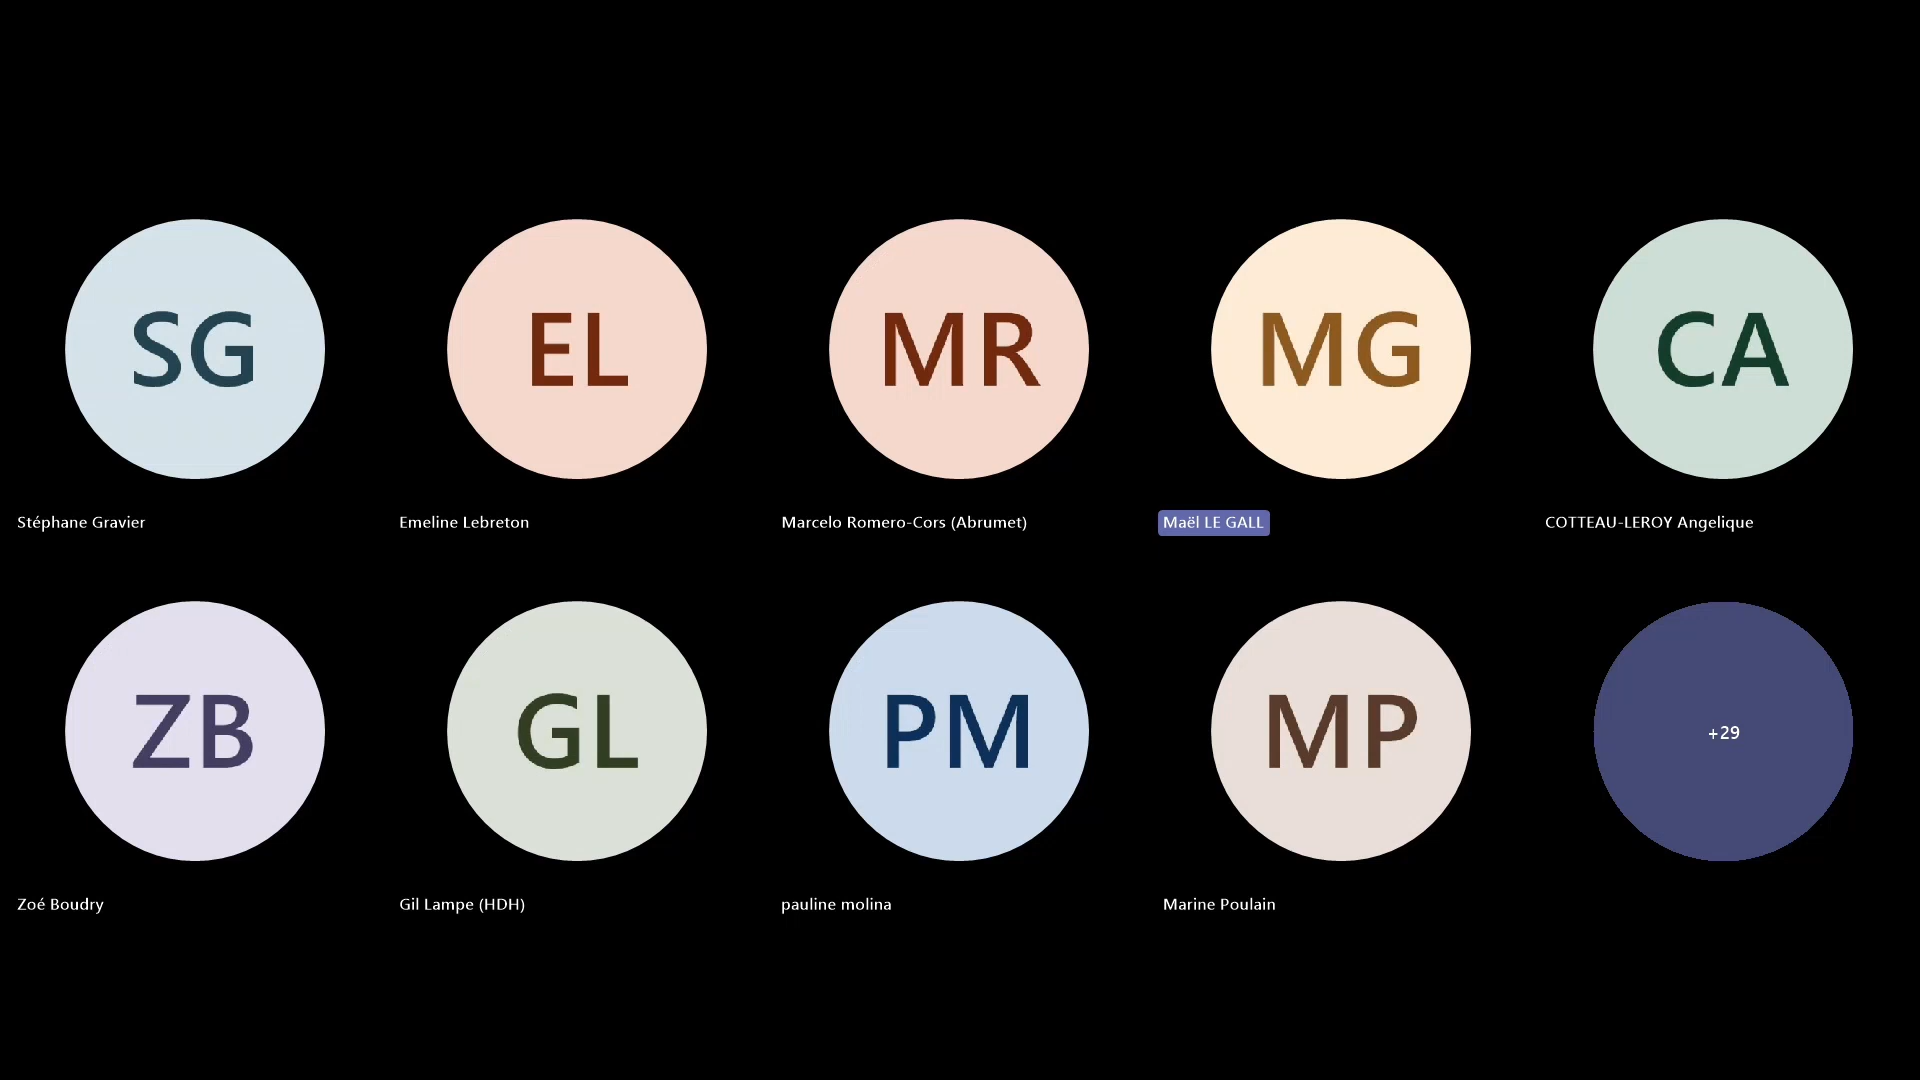 SG
EL
MR
MG
CA
Stéphane Gravier
Emeline Lebreton
Marcelo Romero-Cors (Abrumet)
Maël LE GALL
COTTEAU-LEROY Angelique
ZB
GL
PM
MP
+29
Zoé Boudry
Gil Lampe (HDH)
pauline molina
Marine Poulain